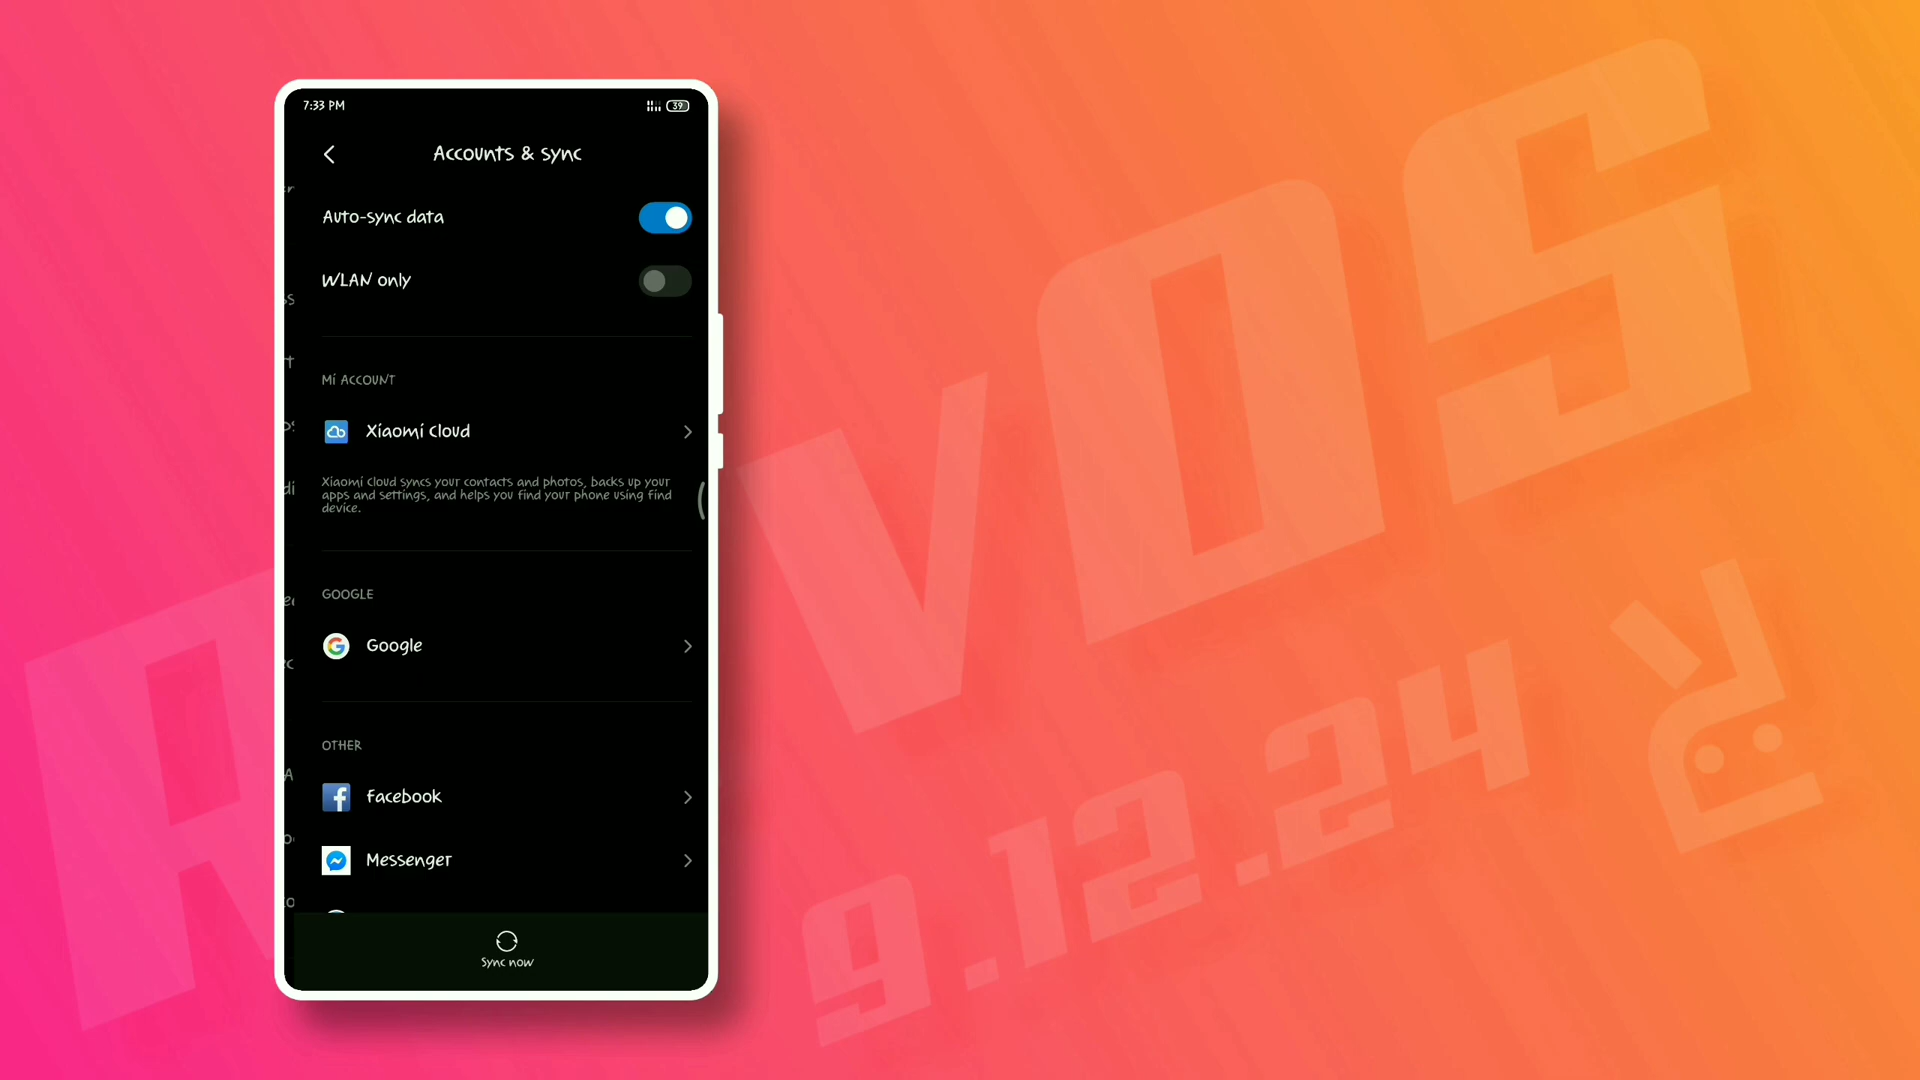 7:33 PM
39
Accounts & sync
Auto-sync data
WLAN only
Mi ACCOUNT
Xiaomi Cloud
Xiaomi Cloud syncs your contacts and photos, backs up your
apps and settings, and helps you find your phone using find
device.
GOOGLE
Google
OTHER
Facebook
Messenger
Sync now
VOS
9.12.24